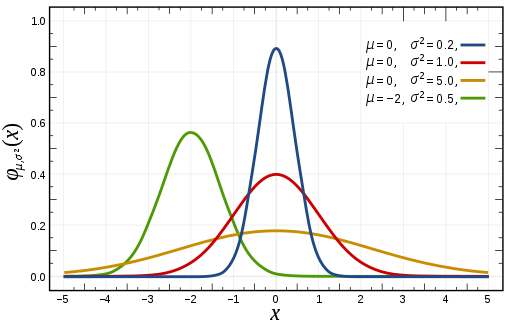 1.0
0.8
0.6
0.4
0.2
0.0
φμ,σ²(x)
μ=0, σ²=0.2,
μ=0, σ²=1.0,
μ=0, σ²=5.0,
μ=−2, σ²=0.5,
−5 −4 −3 −2 −1 0 1 2 3 4 5
x